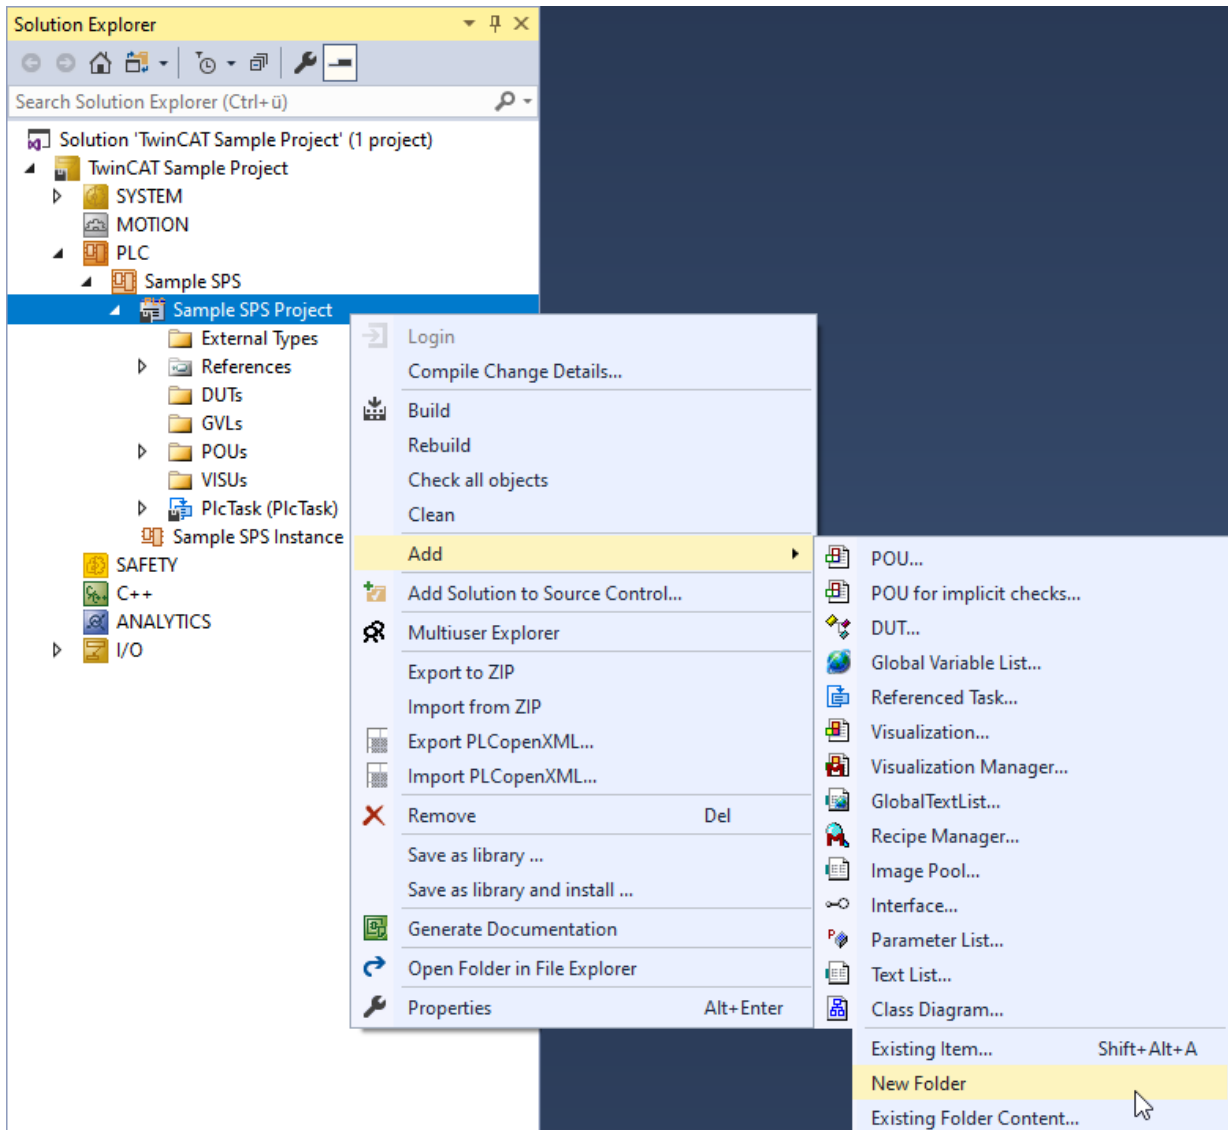 Solution Explorer
Search Solution Explorer (Ctrl+ü)
Solution 'TwinCAT Sample Project' (1 project)
TwinCAT Sample Project
SYSTEM
MOTION
PLC
Sample SPS
Sample SPS Project
External Types
References
DUTs
GVLs
POUs
VISUs
PlcTask (PlcTask)
Sample SPS Instance
SAFETY
C++
ANALYTICS
I/O
Login
Compile Change Details...
Build
Rebuild
Check all objects
Clean
Add
Add Solution to Source Control...
Multiuser Explorer
Export to ZIP
Import from ZIP
Export PLCopenXML...
Import PLCopenXML...
Remove Del
Save as library ...
Save as library and install ...
Generate Documentation
Open Folder in File Explorer
Properties Alt+Enter
POU...
POU for implicit checks...
DUT...
Global Variable List...
Referenced Task...
Visualization...
Visualization Manager...
GlobalTextList...
Recipe Manager...
Image Pool...
Interface...
Parameter List...
Text List...
Class Diagram...
Existing Item... Shift+Alt+A
New Folder
Existing Folder Content...